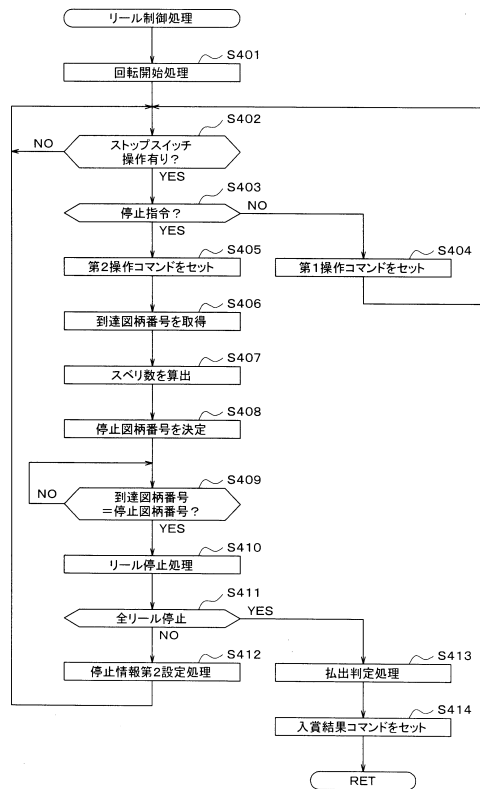 リール制御処理
S401
回転開始処理
S402
ストップスイッチ
操作有り?
NO
YES
S403
停止指令?
NO
YES
S405
第2操作コマンドをセット
S404
第1操作コマンドをセット
S406
到達図柄番号を取得
S407
スベリ数を算出
S408
停止図柄番号を決定
S409
到達図柄番号
=停止図柄番号?
NO
YES
S410
リール停止処理
S411
全リール停止
YES
NO
S412
停止情報第2設定処理
S413
払出判定処理
S414
入賞結果コマンドをセット
RET